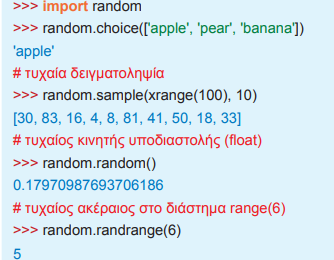 >>> import random
>>> random.choice(['apple', 'pear', 'banana'])
'apple'
# τυχαία δειγματοληψία
>>> random.sample(xrange(100), 10)
[30, 83, 16, 4, 8, 81, 41, 50, 18, 33]
# τυχαίος κινητής υποδιαστολής (float)
>>> random.random()
0.17970987693706186
# τυχαίος ακέραιος στο διάστημα range(6)
>>> random.randrange(6)
5